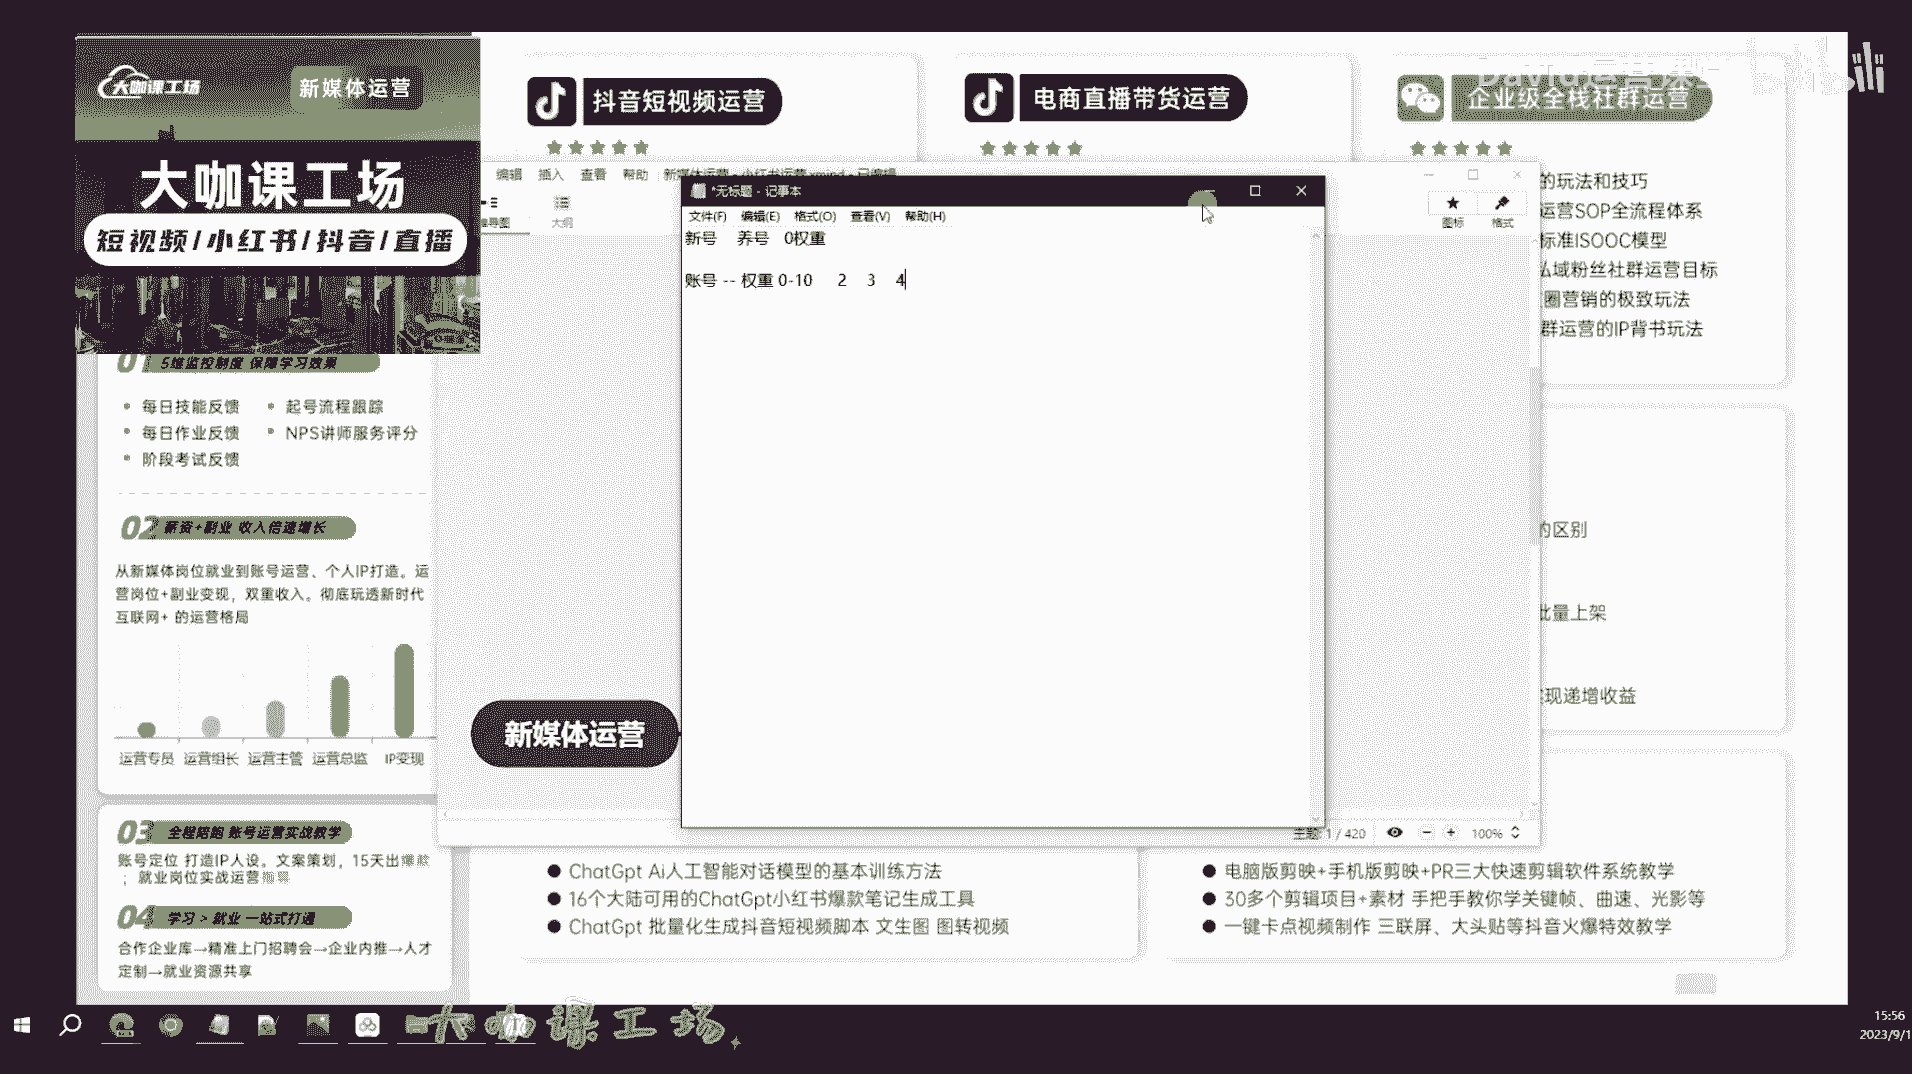 大咖课工场
新媒体运营
大咖课工场
短视频/小红书/抖音/直播
抖音短视频运营
电商直播带货运营
企业级全栈社群运营
bilibili
编辑 插入 查看 帮助
大纲
图标
格式
*无标题 - 记事本
文件(F) 编辑(E) 格式(O) 查看(V) 帮助(H)
新号 养号 0权重
账号 -- 权重 0-10 2 3 4
的玩法和技巧
运营SOP全流程体系
标准ISOOC模型
私域粉丝社群运营目标
圈营销的极致玩法
群运营的IP背书玩法
01 5维监控制度 保障学习效果
每日技能反馈
起号流程跟踪
每日作业反馈
NPS讲师服务评分
阶段考试反馈
02 薪资+副业 收入倍速增长
从新媒体岗位就业到账号运营、个人IP打造。运
营岗位+副业变现，双重收入。彻底玩透新时代
互联网+ 的运营格局
运营专员 运营组长 运营主管 运营总监 IP变现
的区别
批量上架
现递增收益
新媒体运营
主题: 1 / 420
100%
03 全程陪跑 账号运营实战教学
账号定位 打造IP人设。文案策划，15天出爆款
；就业岗位实战运营
04 学习 > 就业 一站式打通
合作企业库→精准上门招聘会→企业内推→人才
定制→就业资源共享
ChatGpt Ai人工智能对话模型的基本训练方法
16个大陆可用的ChatGpt小红书爆款笔记生成工具
ChatGpt 批量化生成抖音短视频脚本 文生图 图转视频
电脑版剪映+手机版剪映+PR三大快速剪辑软件系统教学
30多个剪辑项目+素材 手把手教你学关键帧、曲速、光影等
一键卡点视频制作 三联屏、大头贴等抖音火爆特效教学
大咖课工场
15:56
2023/9/1